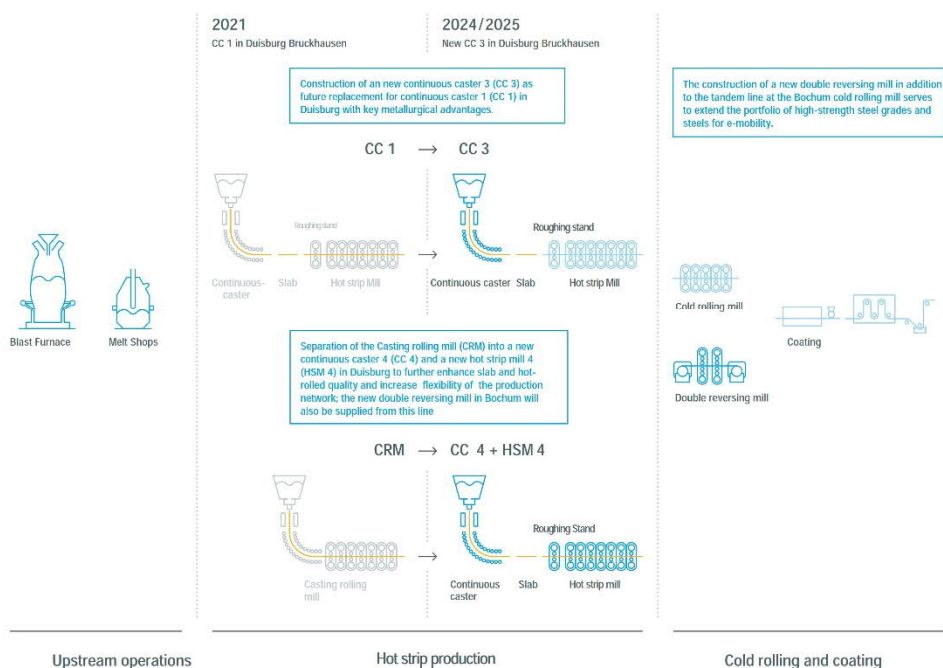 2021
CC 1 in Duisburg Bruckhausen
2024/2025
New CC 3 in Duisburg Bruckhausen
Construction of an new continuous caster 3 (CC 3) as
future replacement for continuous caster 1 (CC 1) in
Duisburg with key metallurgical advantages.
The construction of a new double reversing mill in addition
to the tandem line at the Bochum cold rolling mill serves
to extend the portfolio of high-strength steel grades and
steels for e-mobility.
CC 1 → CC 3
Roughing stand
Roughing stand
Continuous-
caster
Slab
Hot strip Mill
Continuous caster
Slab
Hot strip Mill
Blast Furnace
Melt Shops
Cold rolling mill
Coating
Double reversing mill
Separation of the Casting rolling mill (CRM) into a new
continuous caster 4 (CC 4) and a new hot strip mill 4
(HSM 4) in Duisburg to further enhance slab and hot-
rolled quality and increase flexibility of the production
network; the new double reversing mill in Bochum will
also be supplied from this line
CRM → CC 4 + HSM 4
Roughing Stand
Casting rolling
mill
Continuous
caster
Slab
Hot strip mill
Upstream operations
Hot strip production
Cold rolling and coating